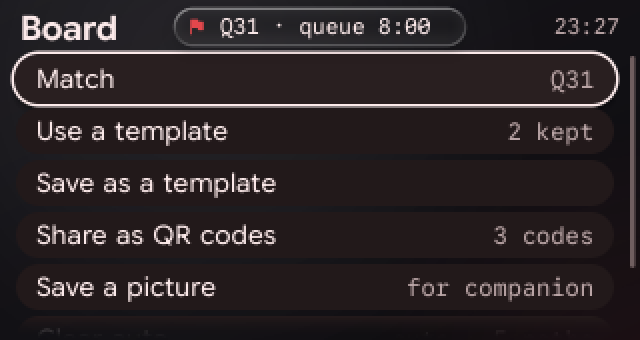 Board
Q31 · queue 8:00
23:27
Match
Q31
Use a template
2 kept
Save as a template
Share as QR codes
3 codes
Save a picture
for companion